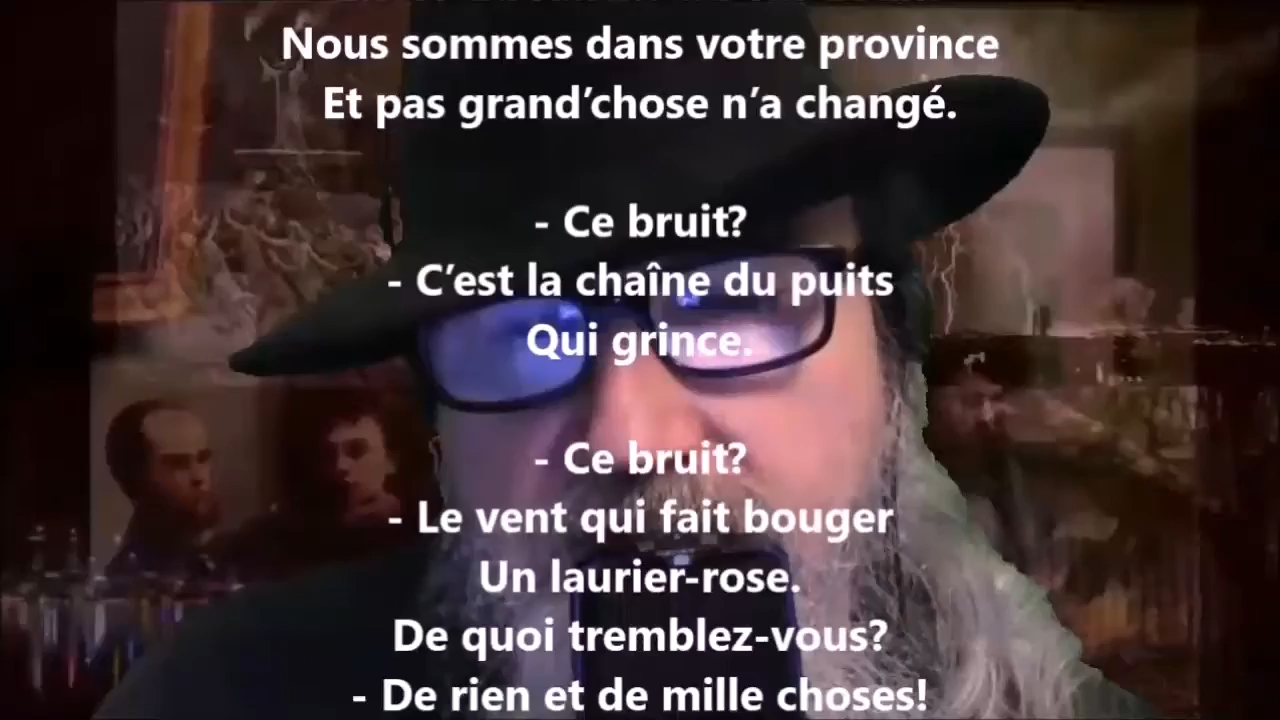 Nous sommes dans votre province
Et pas grand’chose n’a changé.
- Ce bruit?
- C’est la chaîne du puits
Qui grince.
- Ce bruit?
- Le vent qui fait bouger
Un laurier-rose.
De quoi tremblez-vous?
- De rien et de mille choses!